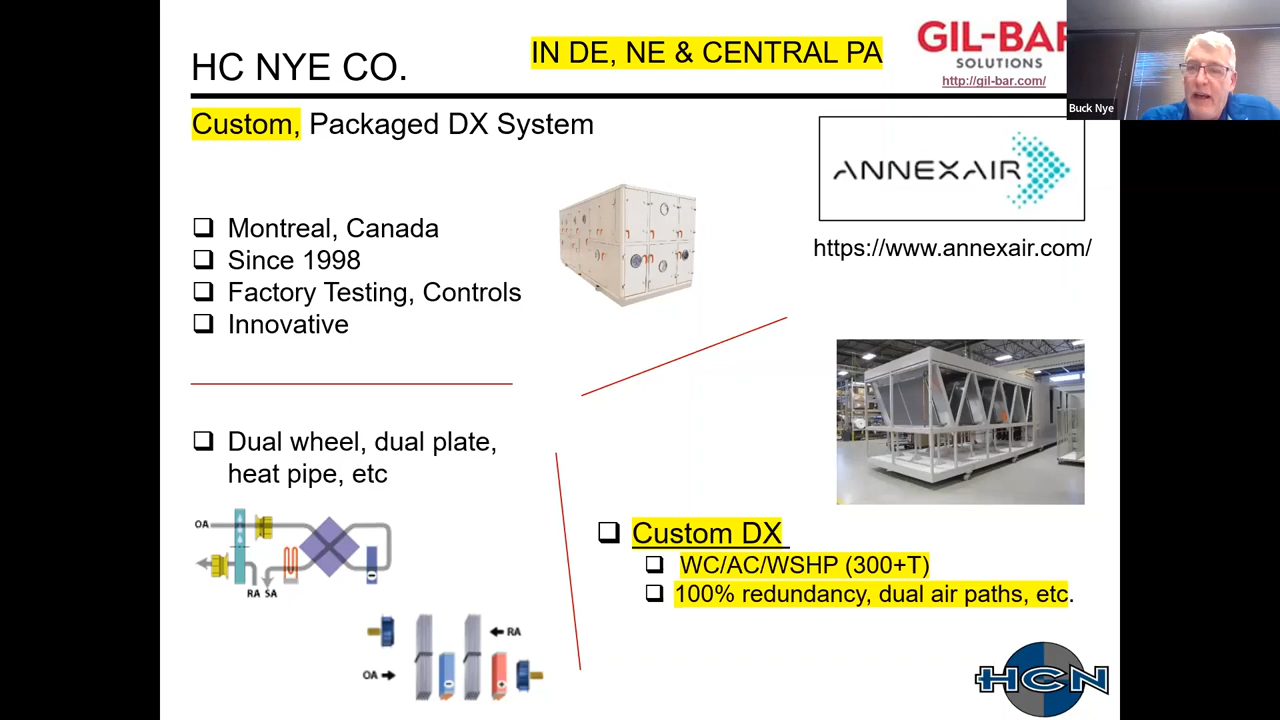 HC NYE CO.
IN DE, NE & CENTRAL PA
GIL-BAR
SOLUTIONS
http://gil-bar.com/
Buck Nye
Custom, Packaged DX System
ANNEXAIR
https://www.annexair.com/
❑ Montreal, Canada
❑ Since 1998
❑ Factory Testing, Controls
❑ Innovative
❑ Dual wheel, dual plate,
heat pipe, etc
OA
RA SA
RA
OA
❑ Custom DX
❑ WC/AC/WSHP (300+T)
❑ 100% redundancy, dual air paths, etc.
HCN